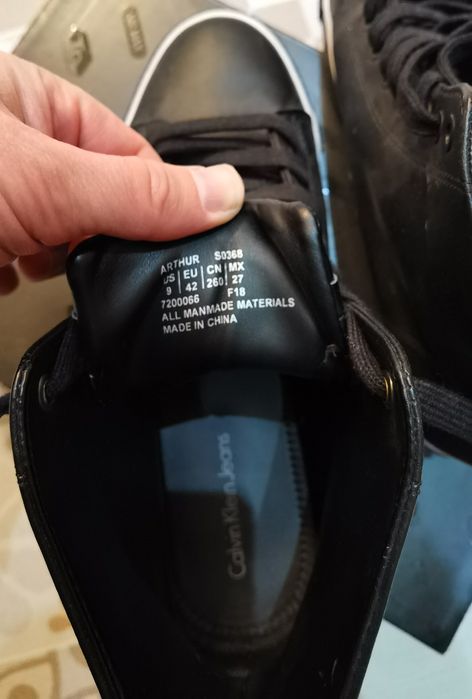 ARTHUR S0368
US EU CN MX
9 42 260 27
7200066 F18
ALL MANMADE MATERIALS
MADE IN CHINA
Calvin Klein Jeans